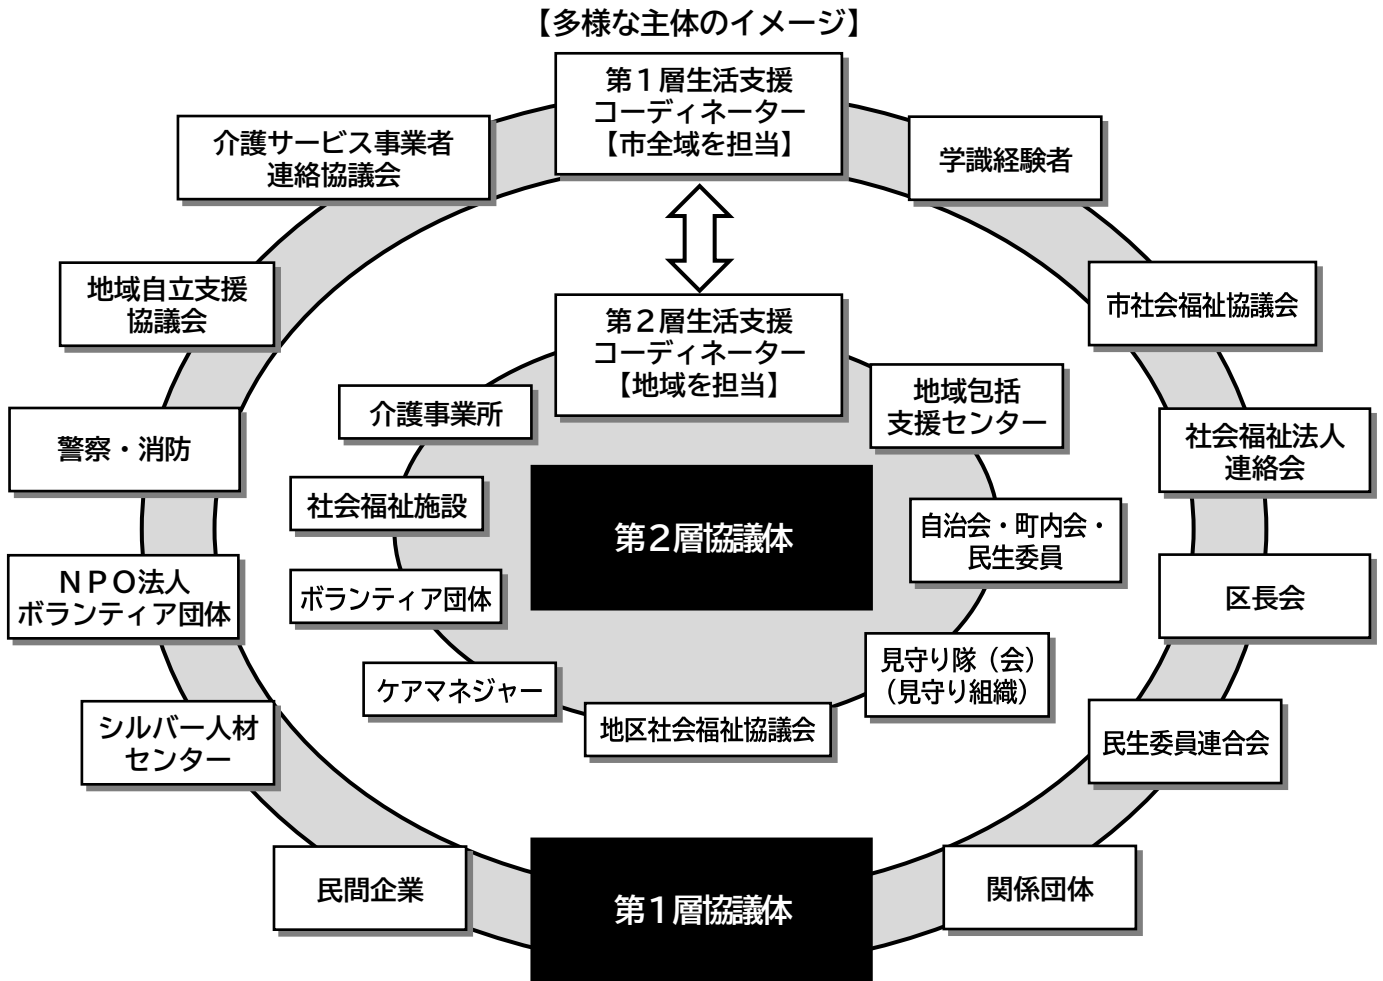 【多様な主体のイメージ】
第１層生活支援
コーディネーター
【市全域を担当】
介護サービス事業者
連絡協議会
学識経験者
地域自立支援
協議会
市社会福祉協議会
第２層生活支援
コーディネーター
【地域を担当】
介護事業所
地域包括
支援センター
警察・消防
社会福祉法人
連絡会
社会福祉施設
第２層協議体
自治会・町内会・
民生委員
ＮＰＯ法人
ボランティア団体
ボランティア団体
区長会
ケアマネジャー
見守り隊（会）
（見守り組織）
地区社会福祉協議会
シルバー人材
センター
民生委員連合会
民間企業
第１層協議体
関係団体